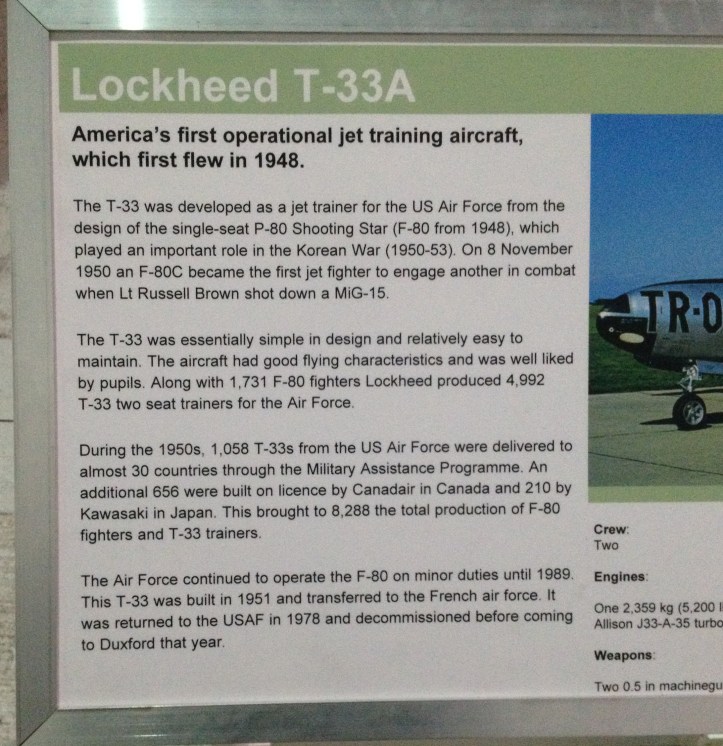 Lockheed T-33A
America's first operational jet training aircraft,
which first flew in 1948.
The T-33 was developed as a jet trainer for the US Air Force from the
design of the single-seat P-80 Shooting Star (F-80 from 1948), which
played an important role in the Korean War (1950-53). On 8 November
1950 an F-80C became the first jet fighter to engage another in combat
when Lt Russell Brown shot down a MiG-15.
The T-33 was essentially simple in design and relatively easy to
maintain. The aircraft had good flying characteristics and was well liked
by pupils. Along with 1,731 F-80 fighters Lockheed produced 4,992
T-33 two seat trainers for the Air Force.
During the 1950s, 1,058 T-33s from the US Air Force were delivered to
almost 30 countries through the Military Assistance Programme. An
additional 656 were built on licence by Canadair in Canada and 210 by
Kawasaki in Japan. This brought to 8,288 the total production of F-80
fighters and T-33 trainers.
The Air Force continued to operate the F-80 on minor duties until 1989.
This T-33 was built in 1951 and transferred to the French air force. It
was returned to the USAF in 1978 and decommissioned before coming
to Duxford that year.
TR-0
Crew:
Two
Engines:
One 2,359 kg (5,200
Allison J33-A-35 turbo
Weapons:
Two 0.5 in machinegu